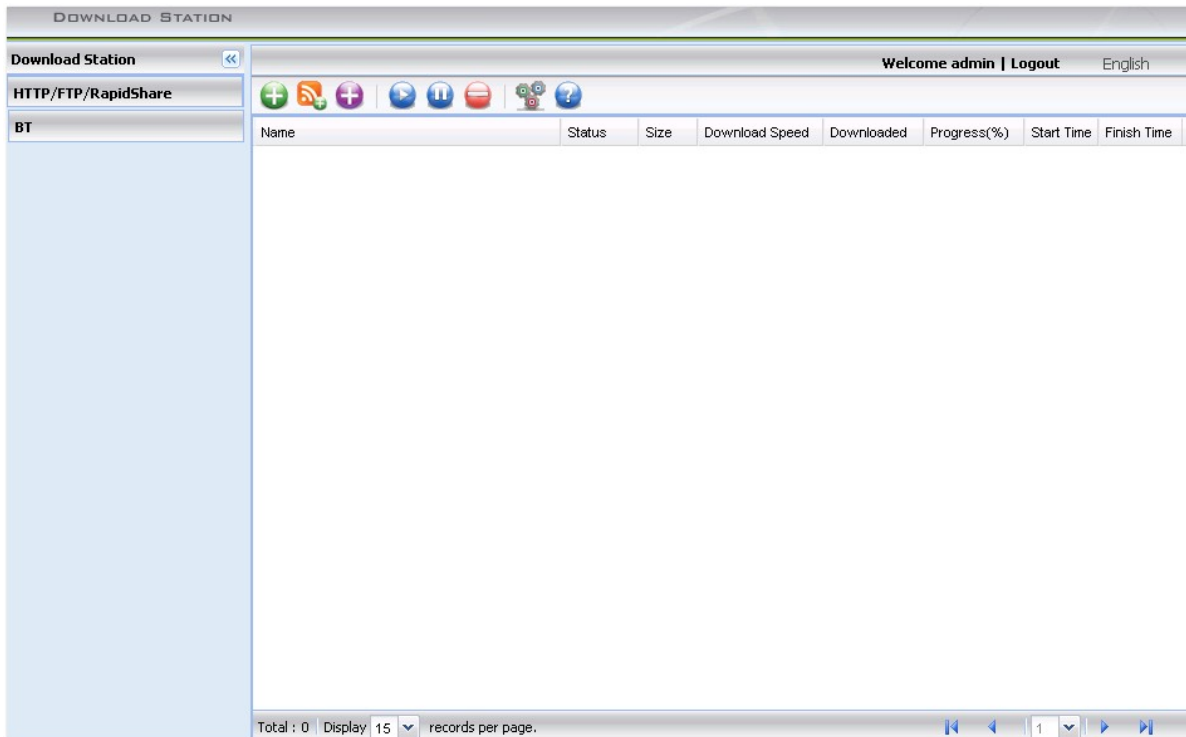 DOWNLOAD STATION
Download Station
Welcome admin | Logout English
HTTP/FTP/RapidShare
BT
Name Status Size Download Speed Downloaded Progress(%) Start Time Finish Time
Total : 0 Display 15 records per page. 1